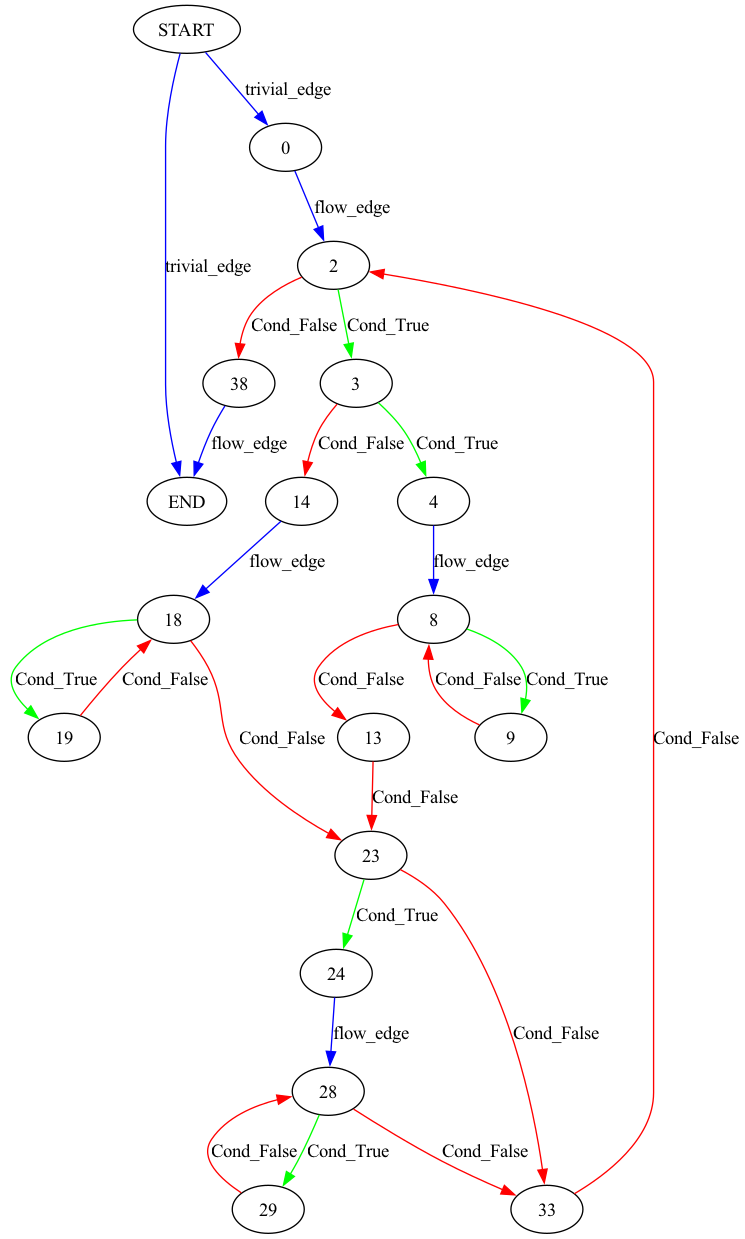 START
trivial_edge
0
flow_edge
trivial_edge
2
Cond_False
Cond_True
38
3
flow_edge
Cond_False
Cond_True
END
14
4
flow_edge
flow_edge
18
8
Cond_True
Cond_False
Cond_False
Cond_False
Cond_True
19
Cond_False
13
9
Cond_False
Cond_False
23
Cond_True
24
flow_edge
Cond_False
28
Cond_False
Cond_True
Cond_False
29
33